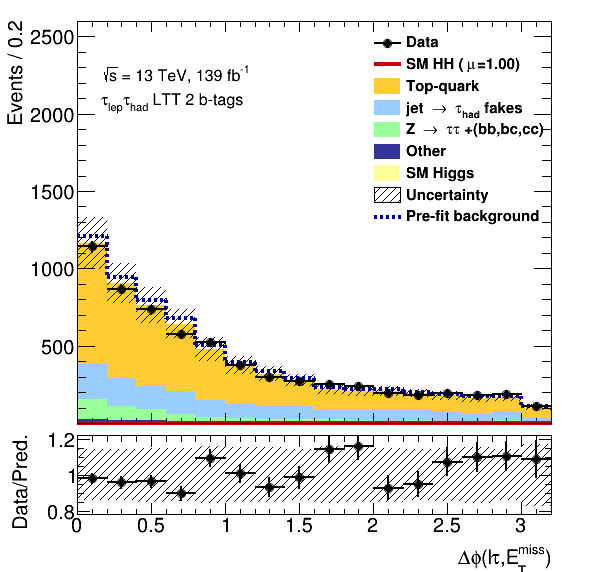 Events / 0.2
2500
2000
1500
1000
500
√s = 13 TeV, 139 fb⁻¹
τ_lep τ_had LTT 2 b-tags
Data
SM HH ( μ=1.00)
Top-quark
jet → τ_had fakes
Z → ττ +(bb,bc,cc)
Other
SM Higgs
Uncertainty
Pre-fit background
Data/Pred.
1.2
1
0.8
0 0.5 1 1.5 2 2.5 3
Δϕ(lτ,E_T^miss)